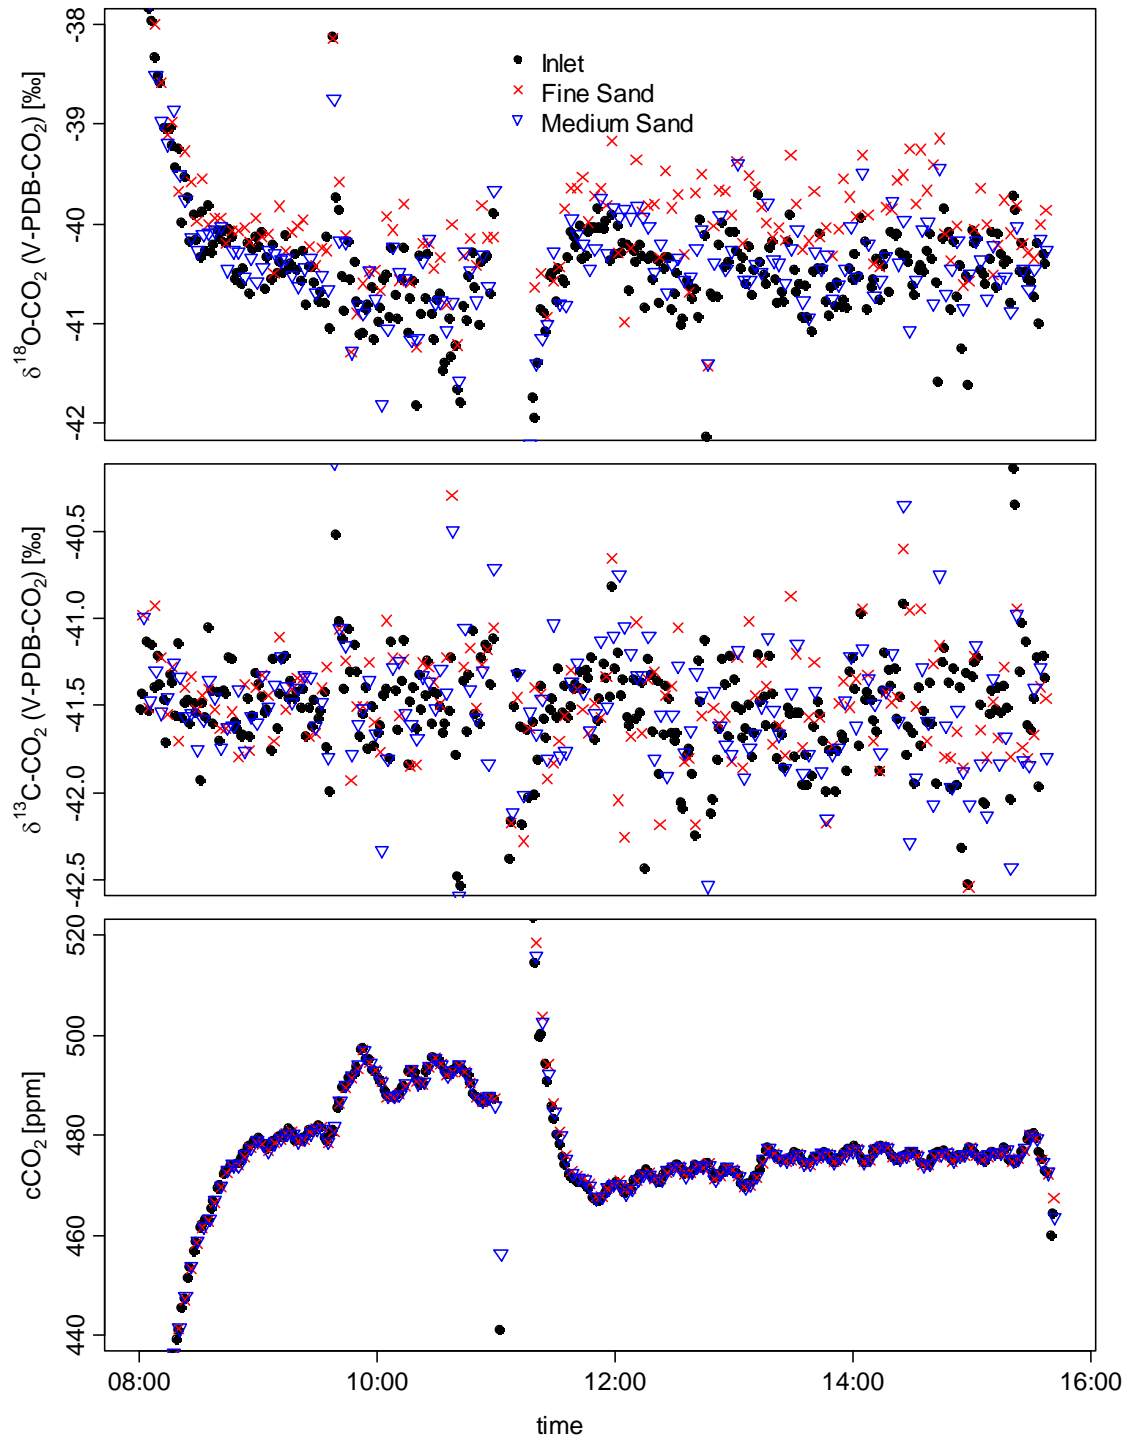 -38
-39
-40
-41
-42
δ¹⁸O-CO₂ (V-PDB-CO₂) [‰]
Inlet
Fine Sand
Medium Sand
-40.5
-41.0
-41.5
-42.0
-42.5
δ¹³C-CO₂ (V-PDB-CO₂) [‰]
520
500
480
460
440
cCO₂ [ppm]
08:00 10:00 12:00 14:00 16:00
time